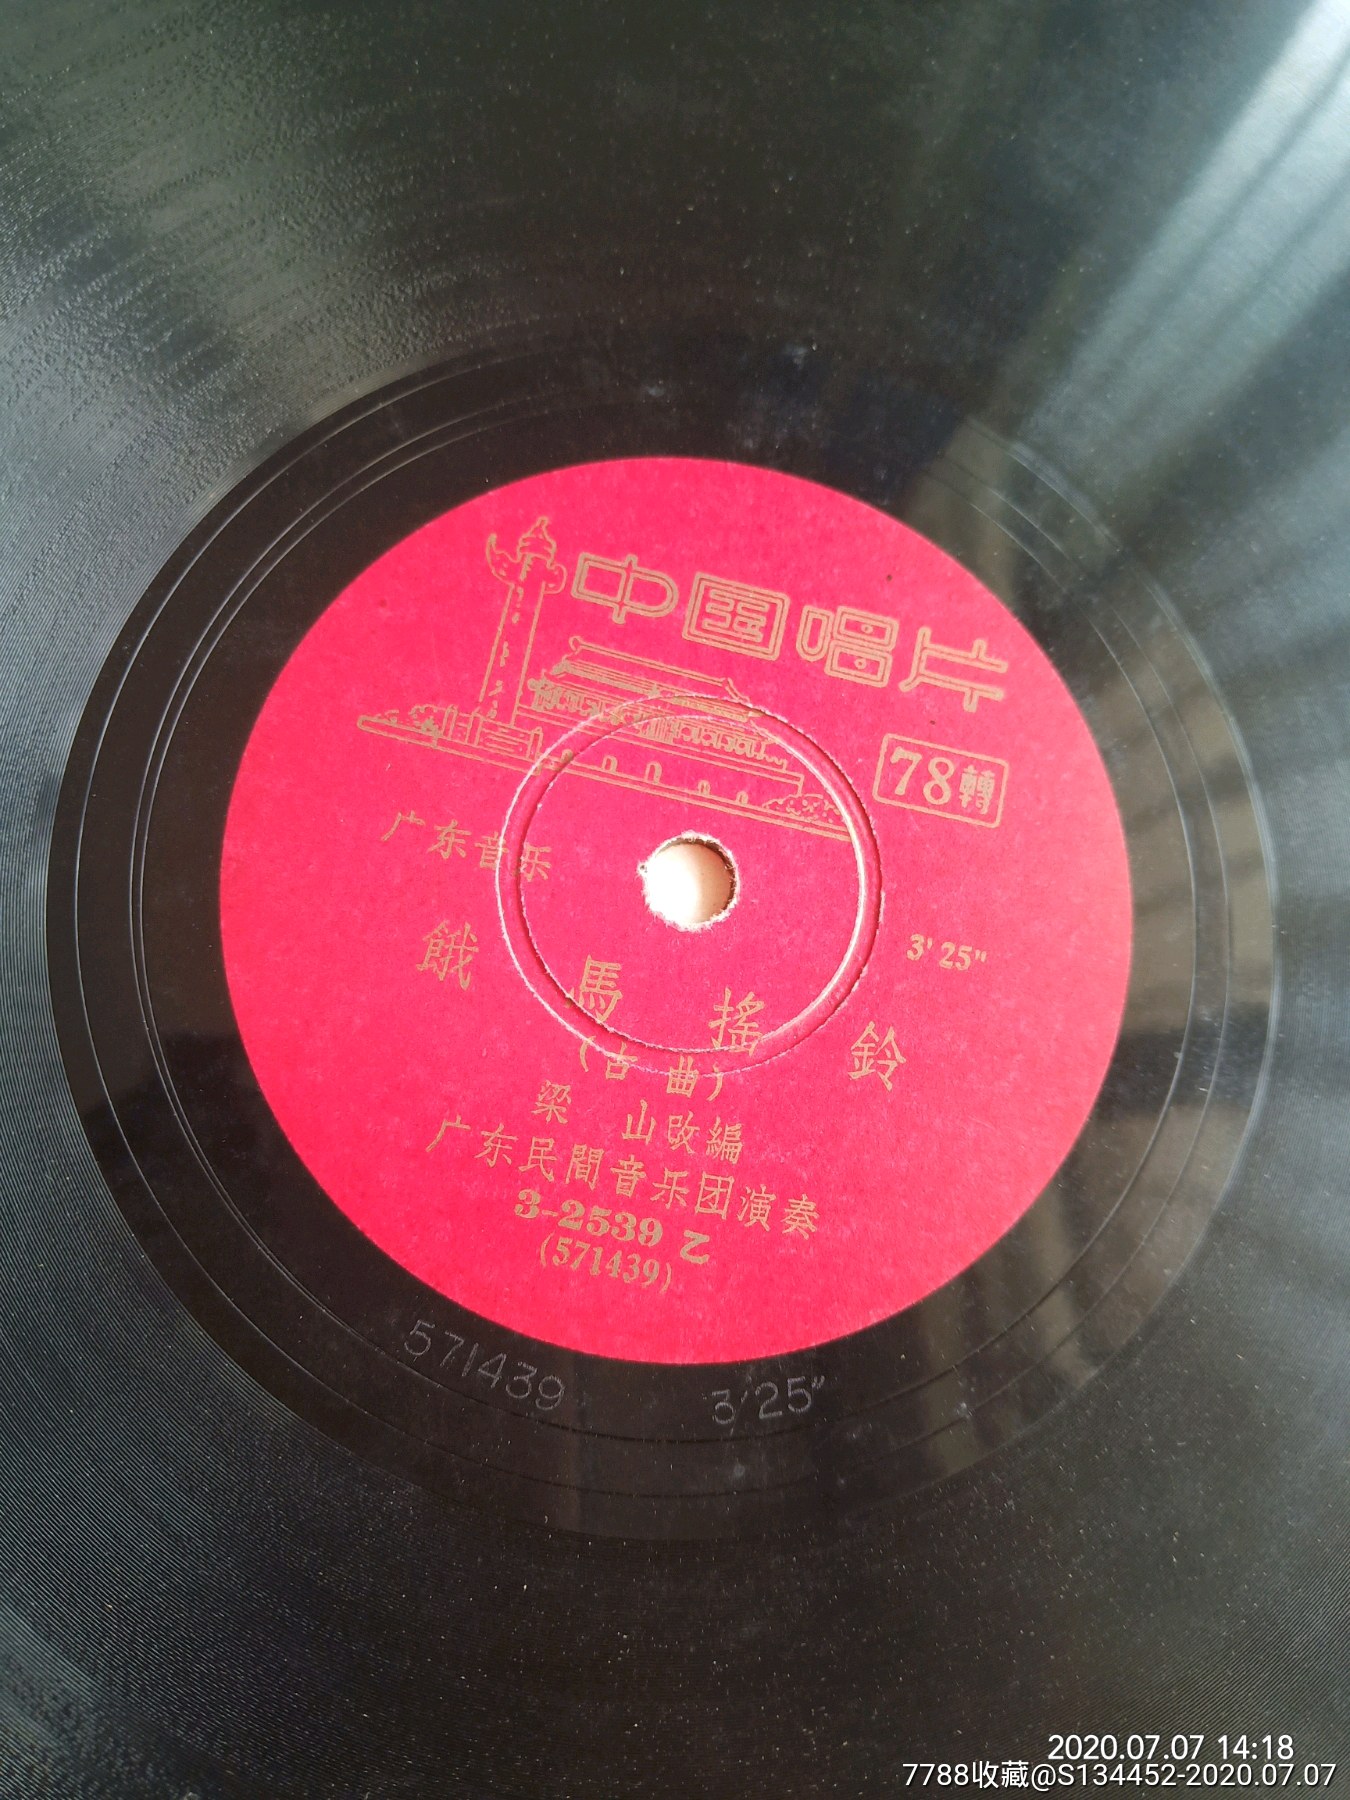 中國唱片
78轉
广东音乐
3' 25"
餓馬搖鈴
(古曲)
梁山改編
广东民間音乐团演奏
3-2539 乙
(571439)
571439 3'25"
2020.07.07 14:18
7788收藏@S134452-2020.07.07